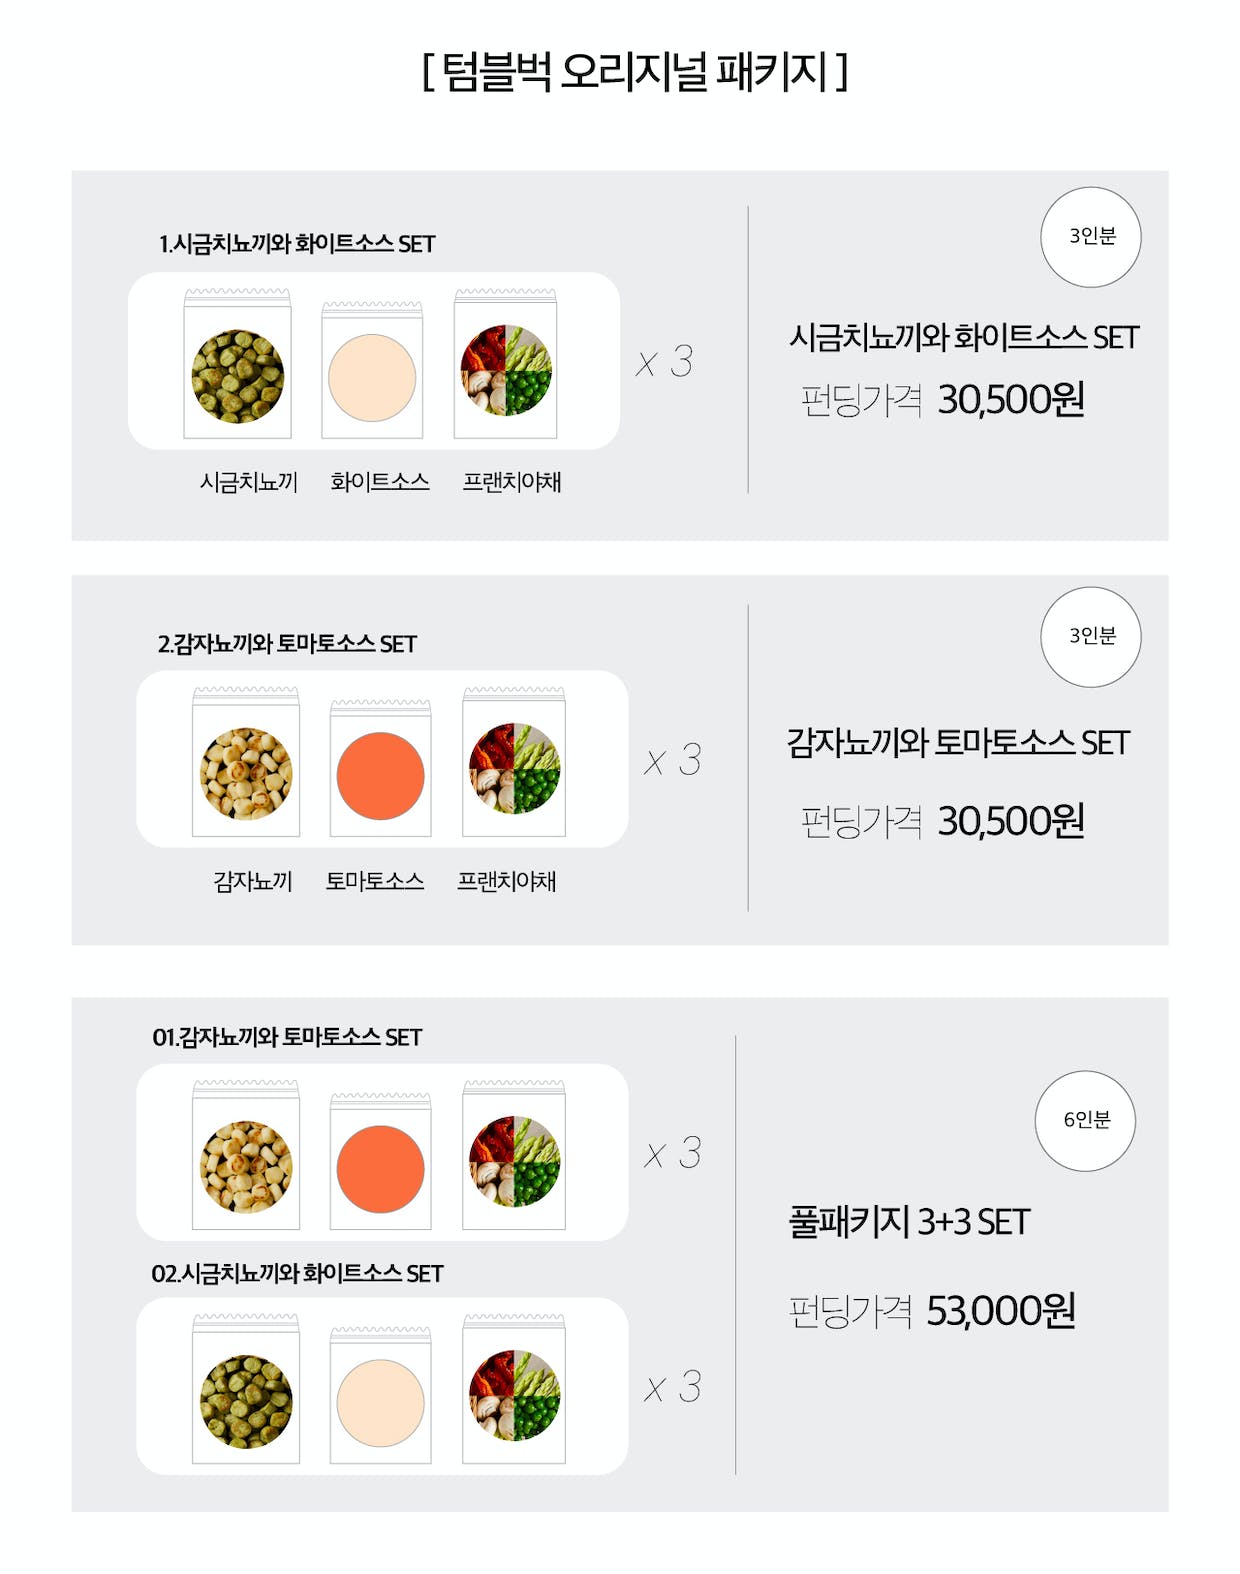 [ 텀블벅 오리지널 패키지 ]
1.시금치뇨끼와 화이트소스 SET
x 3
시금치뇨끼 화이트소스 프랜치야채
3인분
시금치뇨끼와 화이트소스 SET
펀딩가격 30,500원
2.감자뇨끼와 토마토소스 SET
x 3
감자뇨끼 토마토소스 프랜치야채
3인분
감자뇨끼와 토마토소스 SET
펀딩가격 30,500원
01.감자뇨끼와 토마토소스 SET
x 3
02.시금치뇨끼와 화이트소스 SET
x 3
6인분
풀패키지 3+3 SET
펀딩가격 53,000원